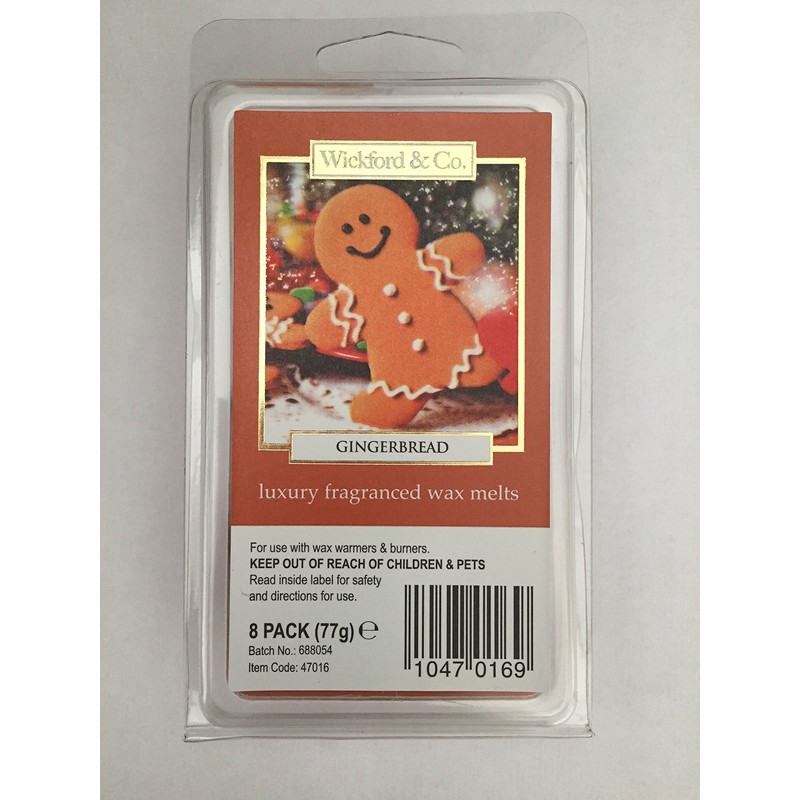 Wickford & Co.
GINGERBREAD
luxury fragranced wax melts
For use with wax warmers & burners.
KEEP OUT OF REACH OF CHILDREN & PETS
Read inside label for safety
and directions for use.
8 PACK (77g) ℮
Batch No.: 688054
Item Code: 47016
1047 0169